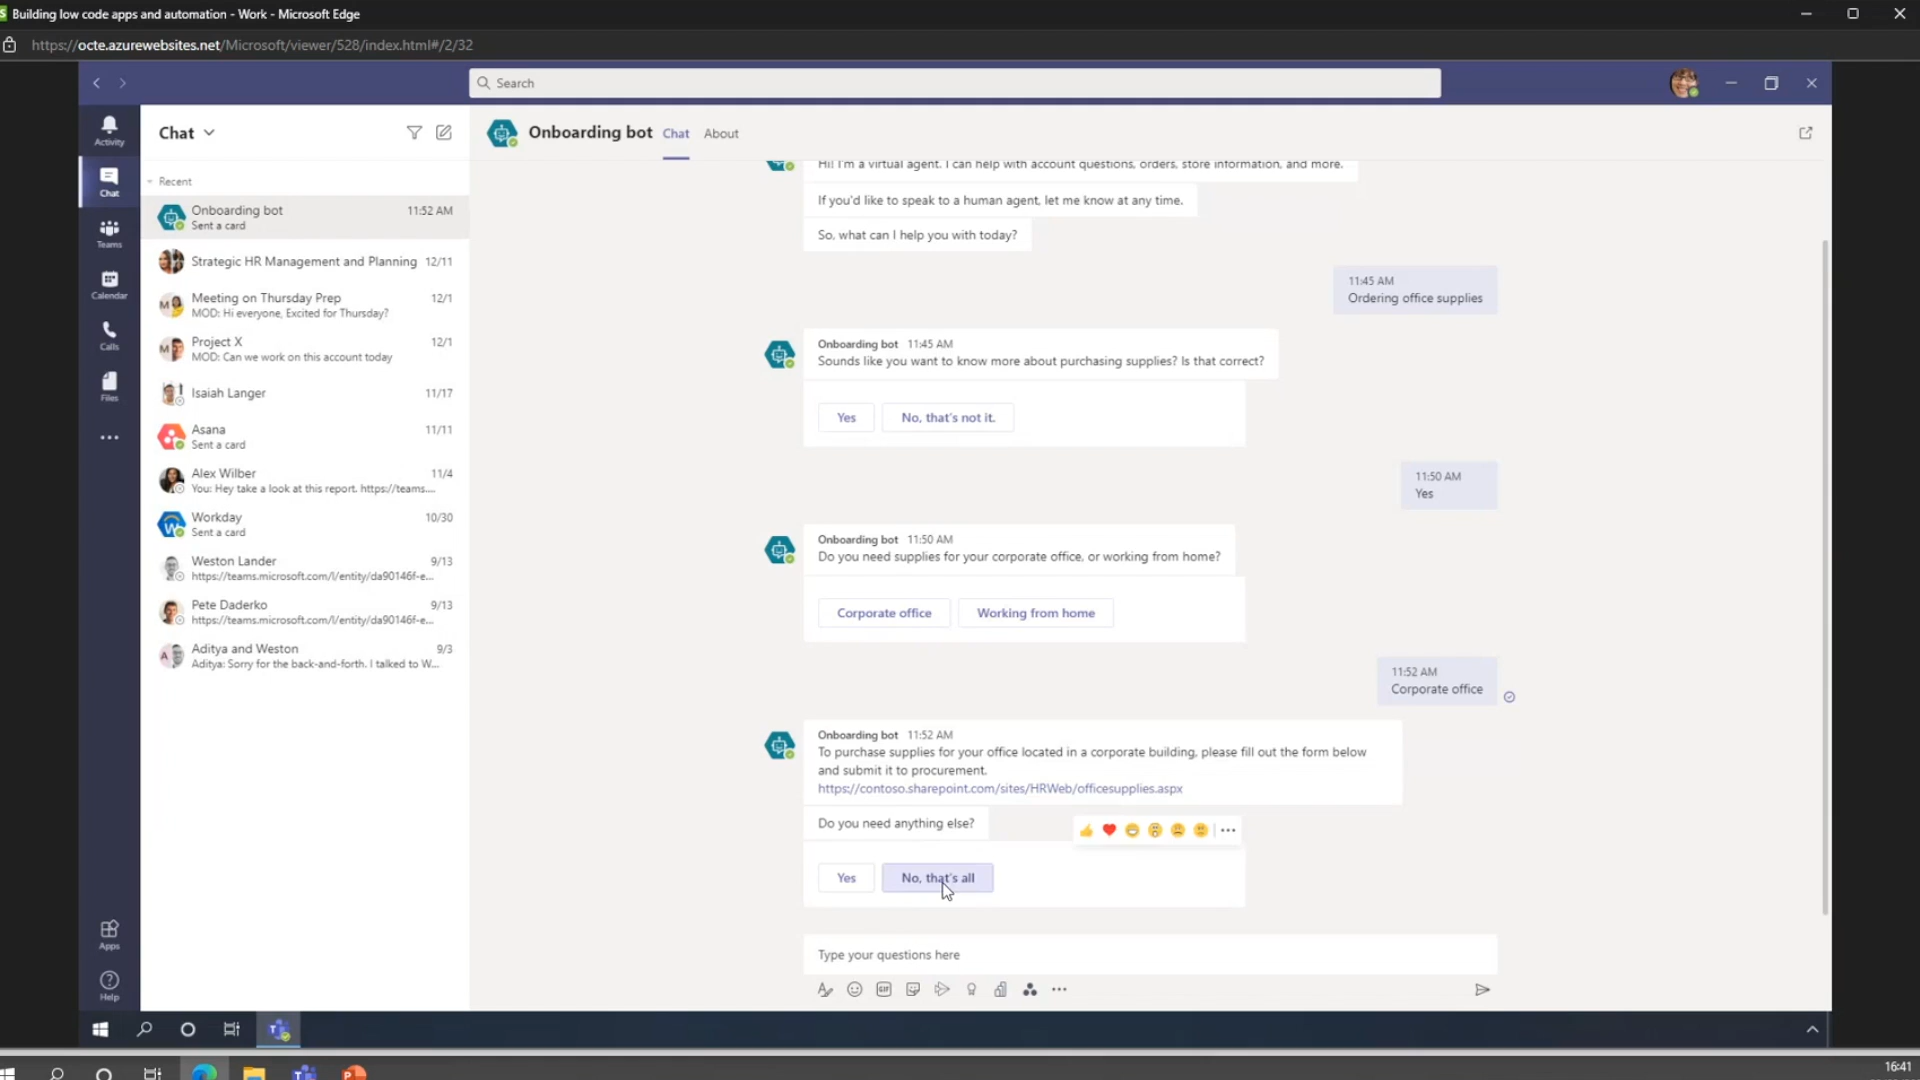 Building low code apps and automation - Work - Microsoft Edge
https://octe.azurewebsites.net/Microsoft/viewer/528/index.html#/2/32
Search
Activity
Chat
Teams
Calendar
Calls
Files
Apps
Help
Chat
Recent
Onboarding bot 11:52 AM
Sent a card
Strategic HR Management and Planning 12/11
Meeting on Thursday Prep 12/1
MOD: Hi everyone, Excited for Thursday?
Project X 12/1
MOD: Can we work on this account today
Isaiah Langer 11/17
Asana 11/11
Sent a card
Alex Wilber 11/4
You: Hey take a look at this report. https://teams....
Workday 10/30
Sent a card
Weston Lander 9/13
https://teams.microsoft.com/l/entity/da90146f-e...
Pete Daderko 9/13
https://teams.microsoft.com/l/entity/da90146f-e...
Aditya and Weston 9/3
Aditya: Sorry for the back-and-forth. I talked to W...
Onboarding bot Chat About
Hi! I'm a virtual agent. I can help with account questions, orders, store information, and more.
If you'd like to speak to a human agent, let me know at any time.
So, what can I help you with today?
11:45 AM
Ordering office supplies
Onboarding bot 11:45 AM
Sounds like you want to know more about purchasing supplies? Is that correct?
Yes No, that's not it.
11:50 AM
Yes
Onboarding bot 11:50 AM
Do you need supplies for your corporate office, or working from home?
Corporate office Working from home
11:52 AM
Corporate office
Onboarding bot 11:52 AM
To purchase supplies for your office located in a corporate building, please fill out the form below
and submit it to procurement.
https://contoso.sharepoint.com/sites/HRWeb/officesupplies.aspx
Do you need anything else?
Yes No, that's all
Type your questions here
GIF
16:41